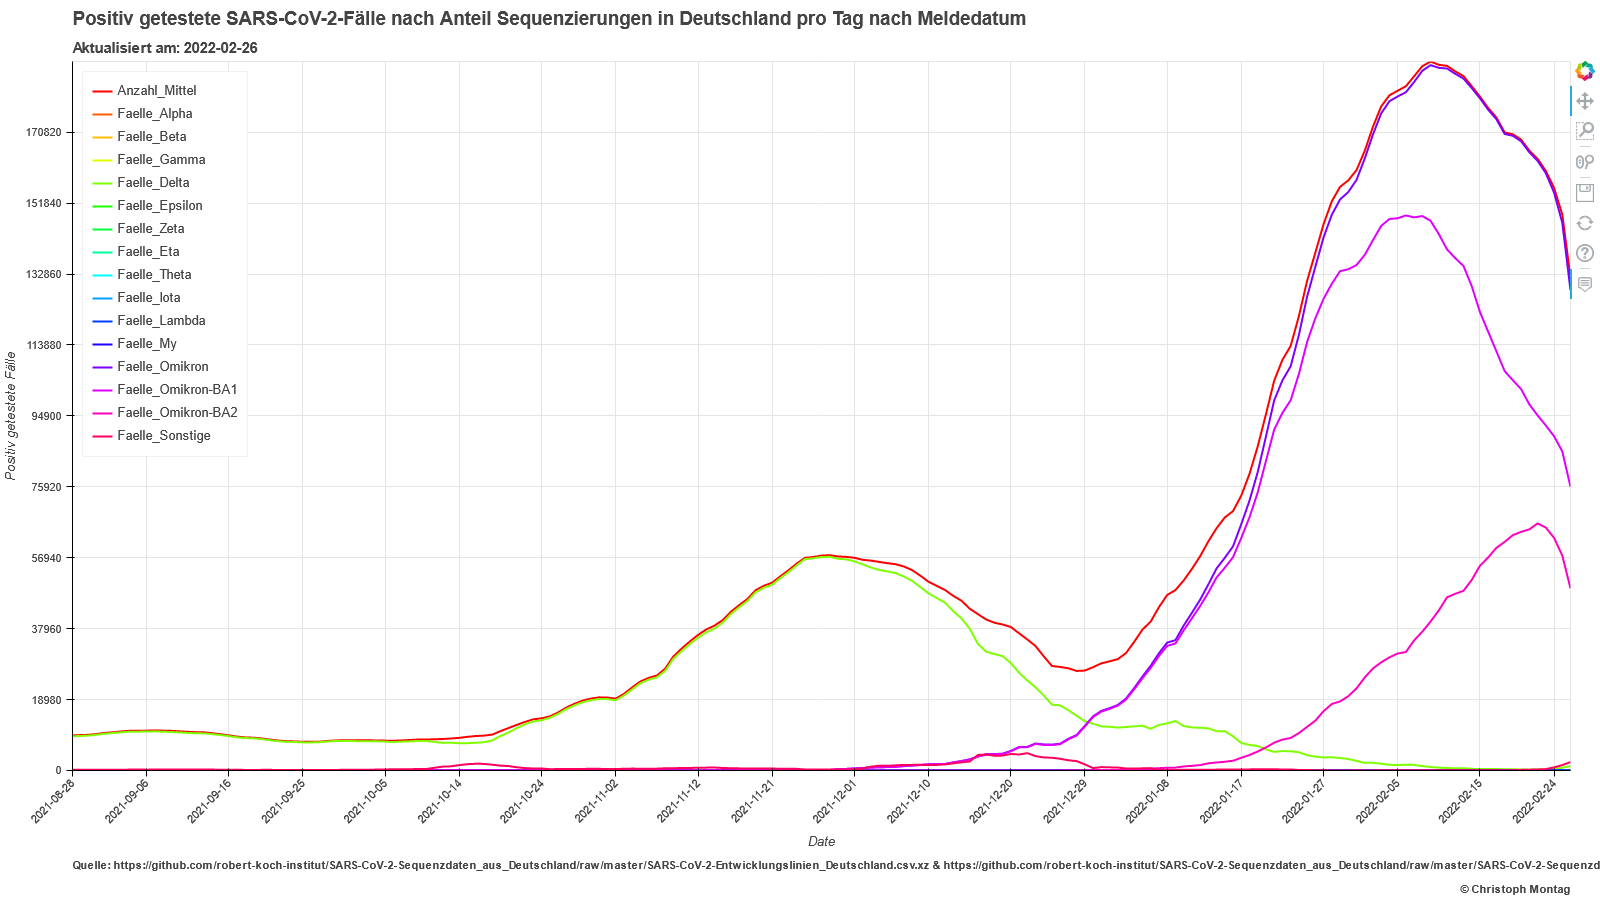 Positiv getestete SARS-CoV-2-Fälle nach Anteil Sequenzierungen in Deutschland pro Tag nach Meldedatum
Aktualisiert am: 2022-02-26
Anzahl_Mittel
Faelle_Alpha
Faelle_Beta
Faelle_Gamma
Faelle_Delta
Faelle_Epsilon
Faelle_Zeta
Faelle_Eta
Faelle_Theta
Faelle_Iota
Faelle_Lambda
Faelle_My
Faelle_Omikron
Faelle_Omikron-BA1
Faelle_Omikron-BA2
Faelle_Sonstige
Positiv getestete Fälle
170820
151840
132860
113880
94900
75920
56940
37960
18980
0
2021-08-28
2021-09-06
2021-09-16
2021-09-25
2021-10-05
2021-10-14
2021-10-24
2021-11-02
2021-11-12
2021-11-21
2021-12-01
2021-12-10
2021-12-20
2021-12-29
2022-01-08
2022-01-17
2022-01-27
2022-02-05
2022-02-15
2022-02-24
Date
Quelle: https://github.com/robert-koch-institut/SARS-CoV-2-Sequenzdaten_aus_Deutschland/raw/master/SARS-CoV-2-Entwicklungslinien_Deutschland.csv.xz & https://github.com/robert-koch-institut/SARS-CoV-2-Sequenzdaten_aus_Deutschland/raw/master/SARS-CoV-2-Sequenzd
© Christoph Montag